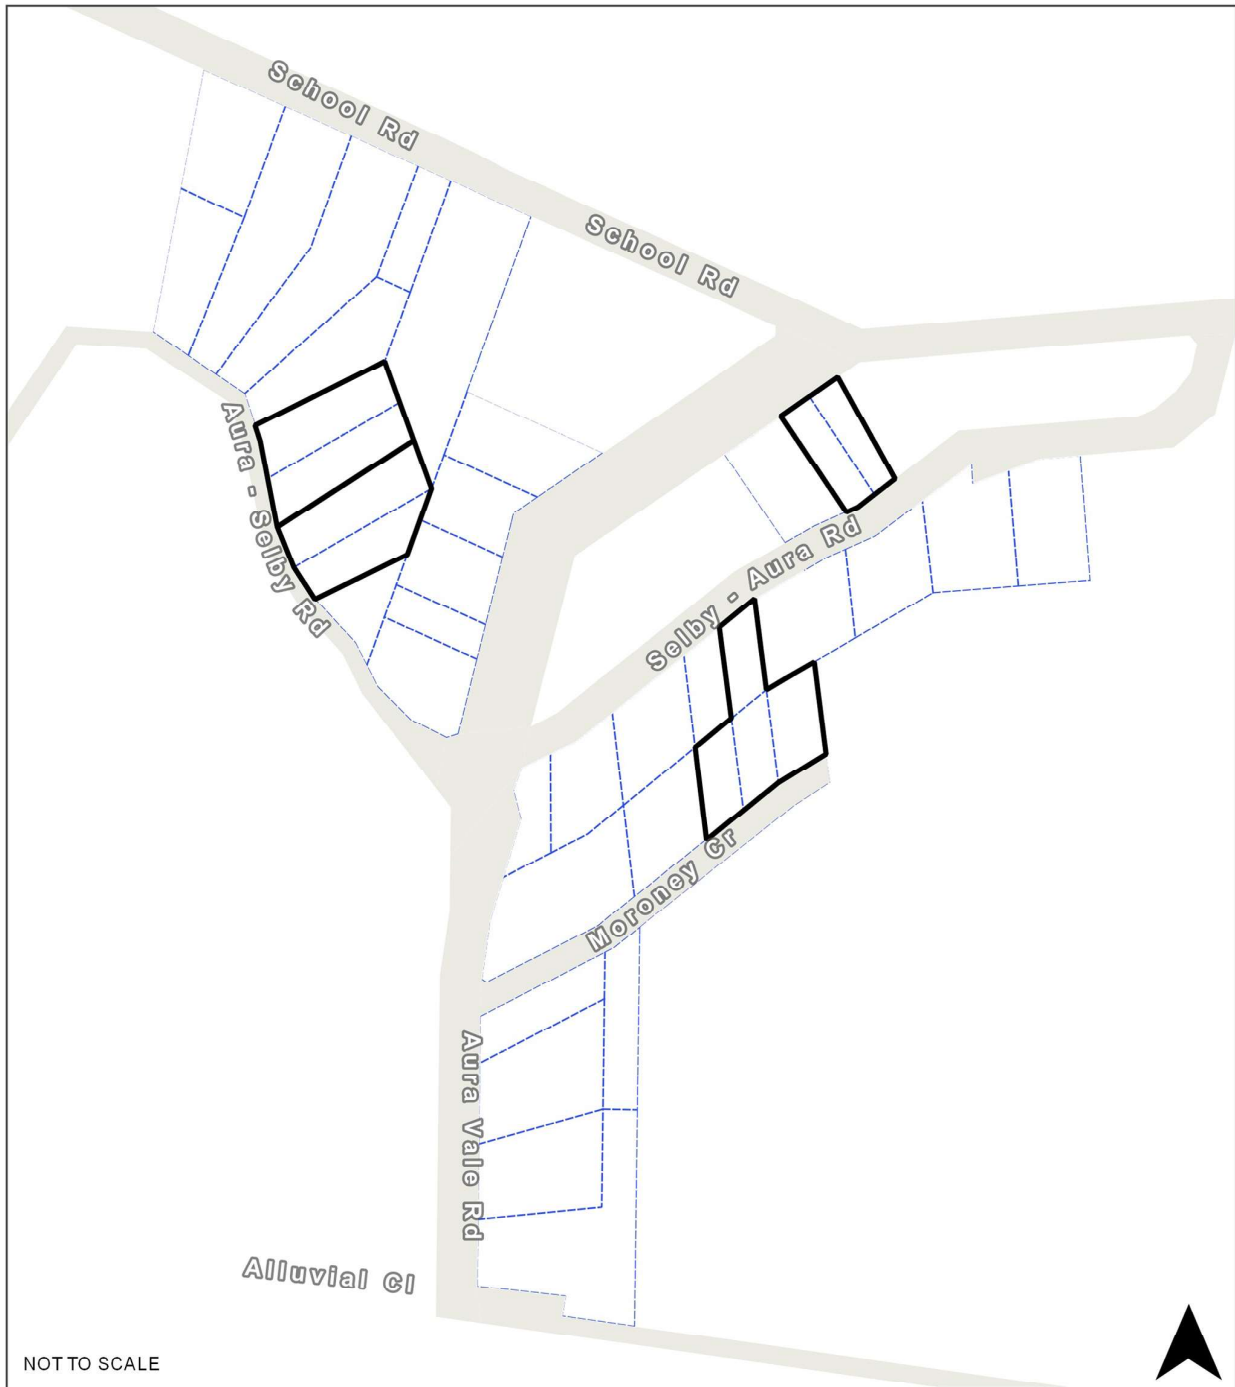 School Rd
School Rd
Aura - Selby Rd
Selby - Aura Rd
Moroney Cr
Aura Vale Rd
Alluvial Cl
NOT TO SCALE